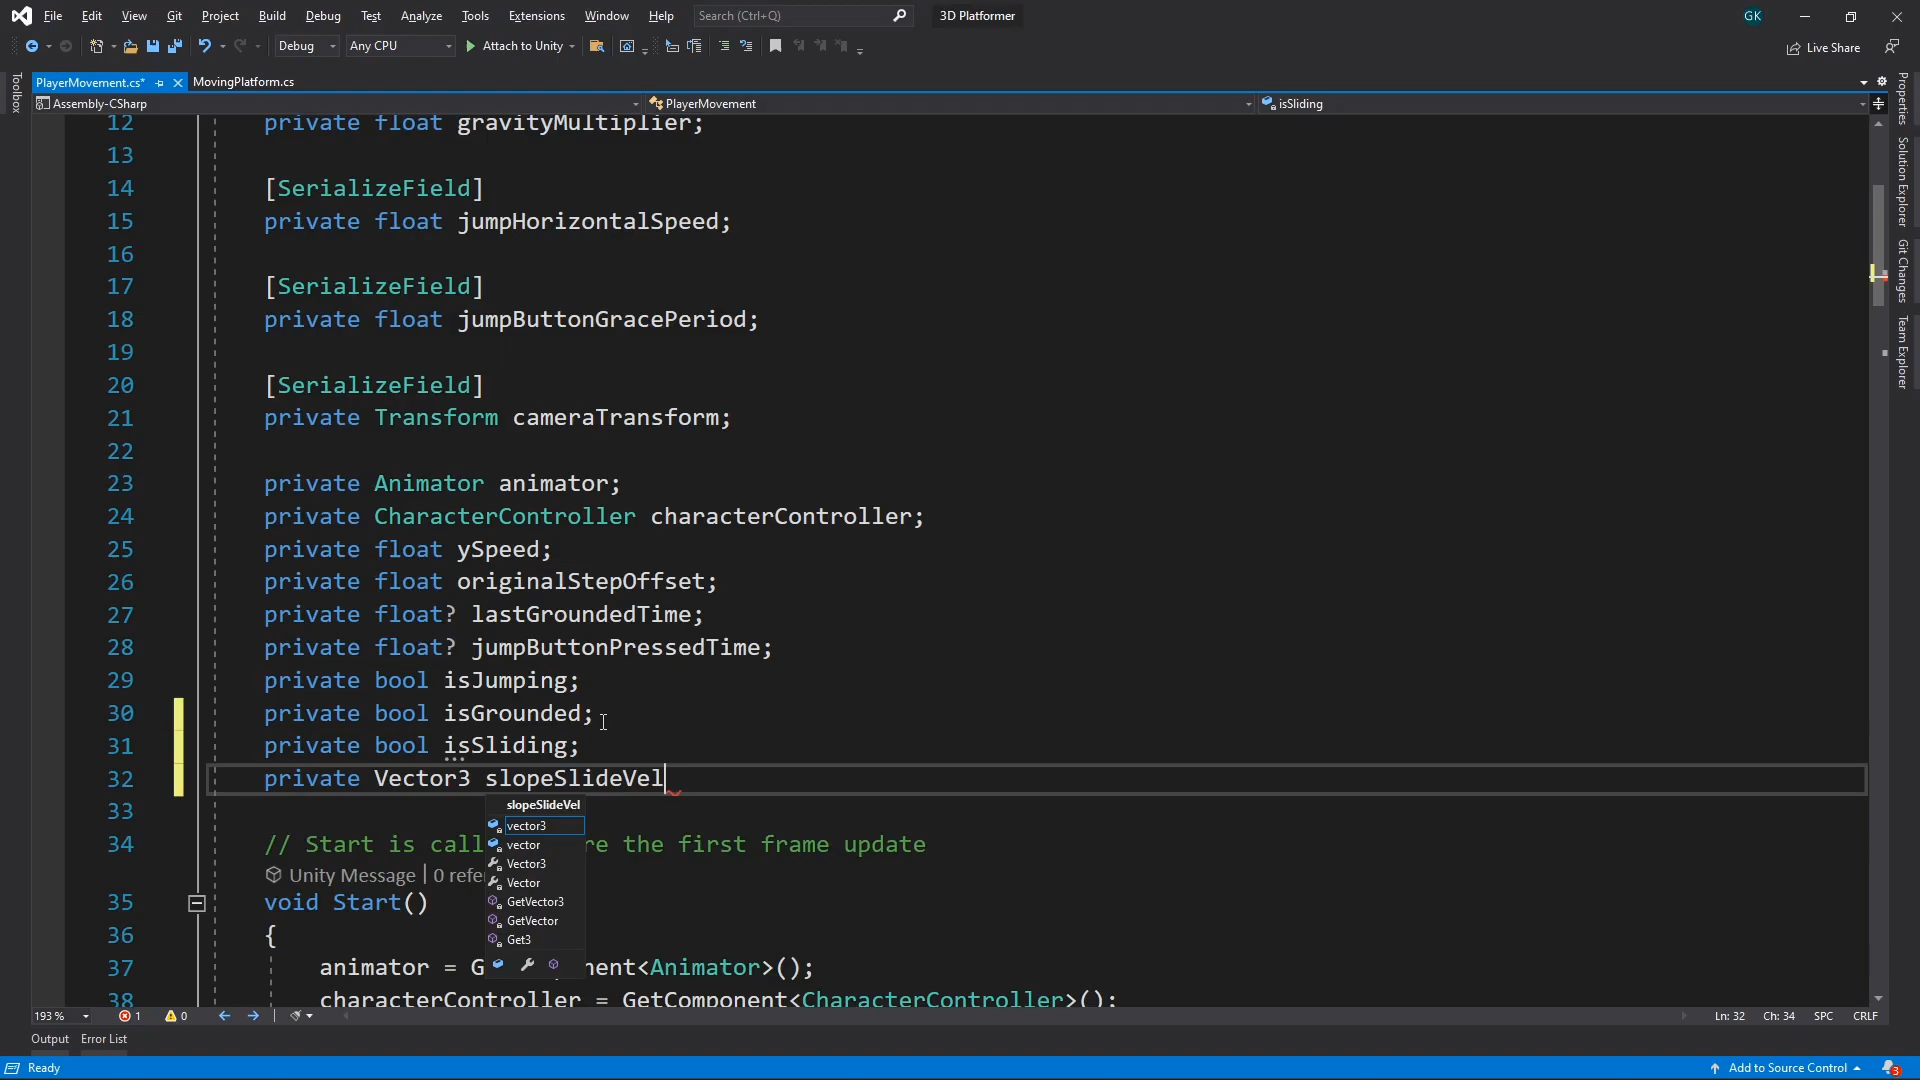 File Edit View Git Project Build Debug Test Analyze Tools Extensions Window Help Search (Ctrl+Q) 3D Platformer GK
Debug Any CPU Attach to Unity Live Share
PlayerMovement.cs* MovingPlatform.cs
Assembly-CSharp PlayerMovement isSliding
Toolbox
Properties
Solution Explorer
Git Changes
Team Explorer
12 private float gravityMultiplier;
13
14 [SerializeField]
15 private float jumpHorizontalSpeed;
16
17 [SerializeField]
18 private float jumpButtonGracePeriod;
19
20 [SerializeField]
21 private Transform cameraTransform;
22
23 private Animator animator;
24 private CharacterController characterController;
25 private float ySpeed;
26 private float originalStepOffset;
27 private float? lastGroundedTime;
28 private float? jumpButtonPressedTime;
29 private bool isJumping;
30 private bool isGrounded;
31 private bool isSliding;
32 private Vector3 slopeSlideVel
33
slopeSlideVel
vector3
vector
Vector3
Vector
GetVector3
GetVector
Get3
34 // Start is call re the first frame update
Unity Message | 0 refe
35 void Start()
36 {
37 animator = G nent<Animator>();
38 characterController = GetComponent<CharacterController>();
193 % 1 0 Ln: 32 Ch: 34 SPC CRLF
Output Error List
Ready Add to Source Control 3